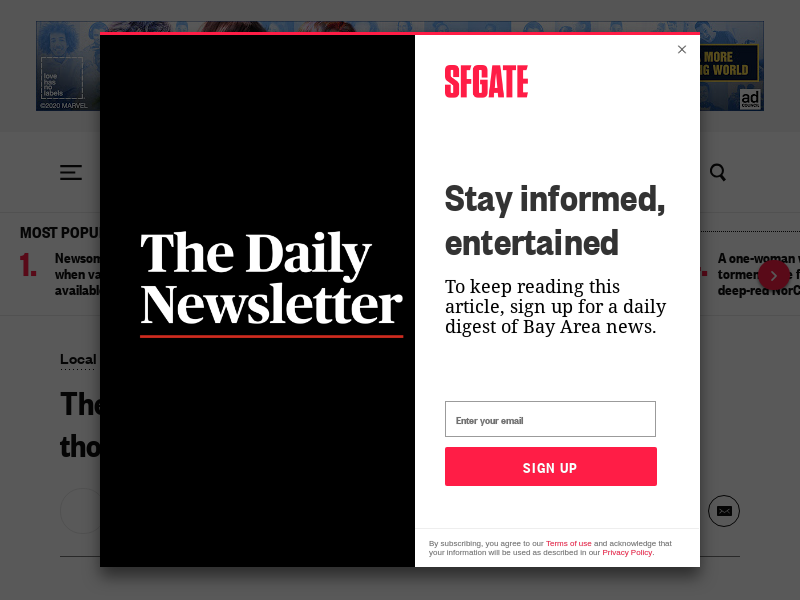 love
has
no
labels
©2020 MARVEL
MORE
NG WORLD
ad
COUNCIL
SFGATE
Stay informed,
entertained
To keep reading this
article, sign up for a daily
digest of Bay Area news.
Enter your email
SIGN UP
By subscribing, you agree to our Terms of use and acknowledge that
your information will be used as described in our Privacy Policy.
The Daily
Newsletter
MOST POPU
1.
Newsom
when va
available
A one-woman w
deep-red NorC
Local
The
tho